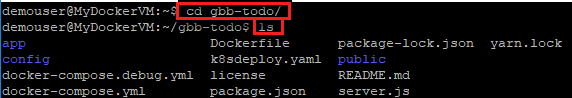 demouser@MyDockerVM:~$ cd gbb-todo/
demouser@MyDockerVM:~/gbb-todo$ ls
app Dockerfile package-lock.json yarn.lock
config k8sdeploy.yaml public
docker-compose.debug.yml license README.md
docker-compose.yml package.json server.js